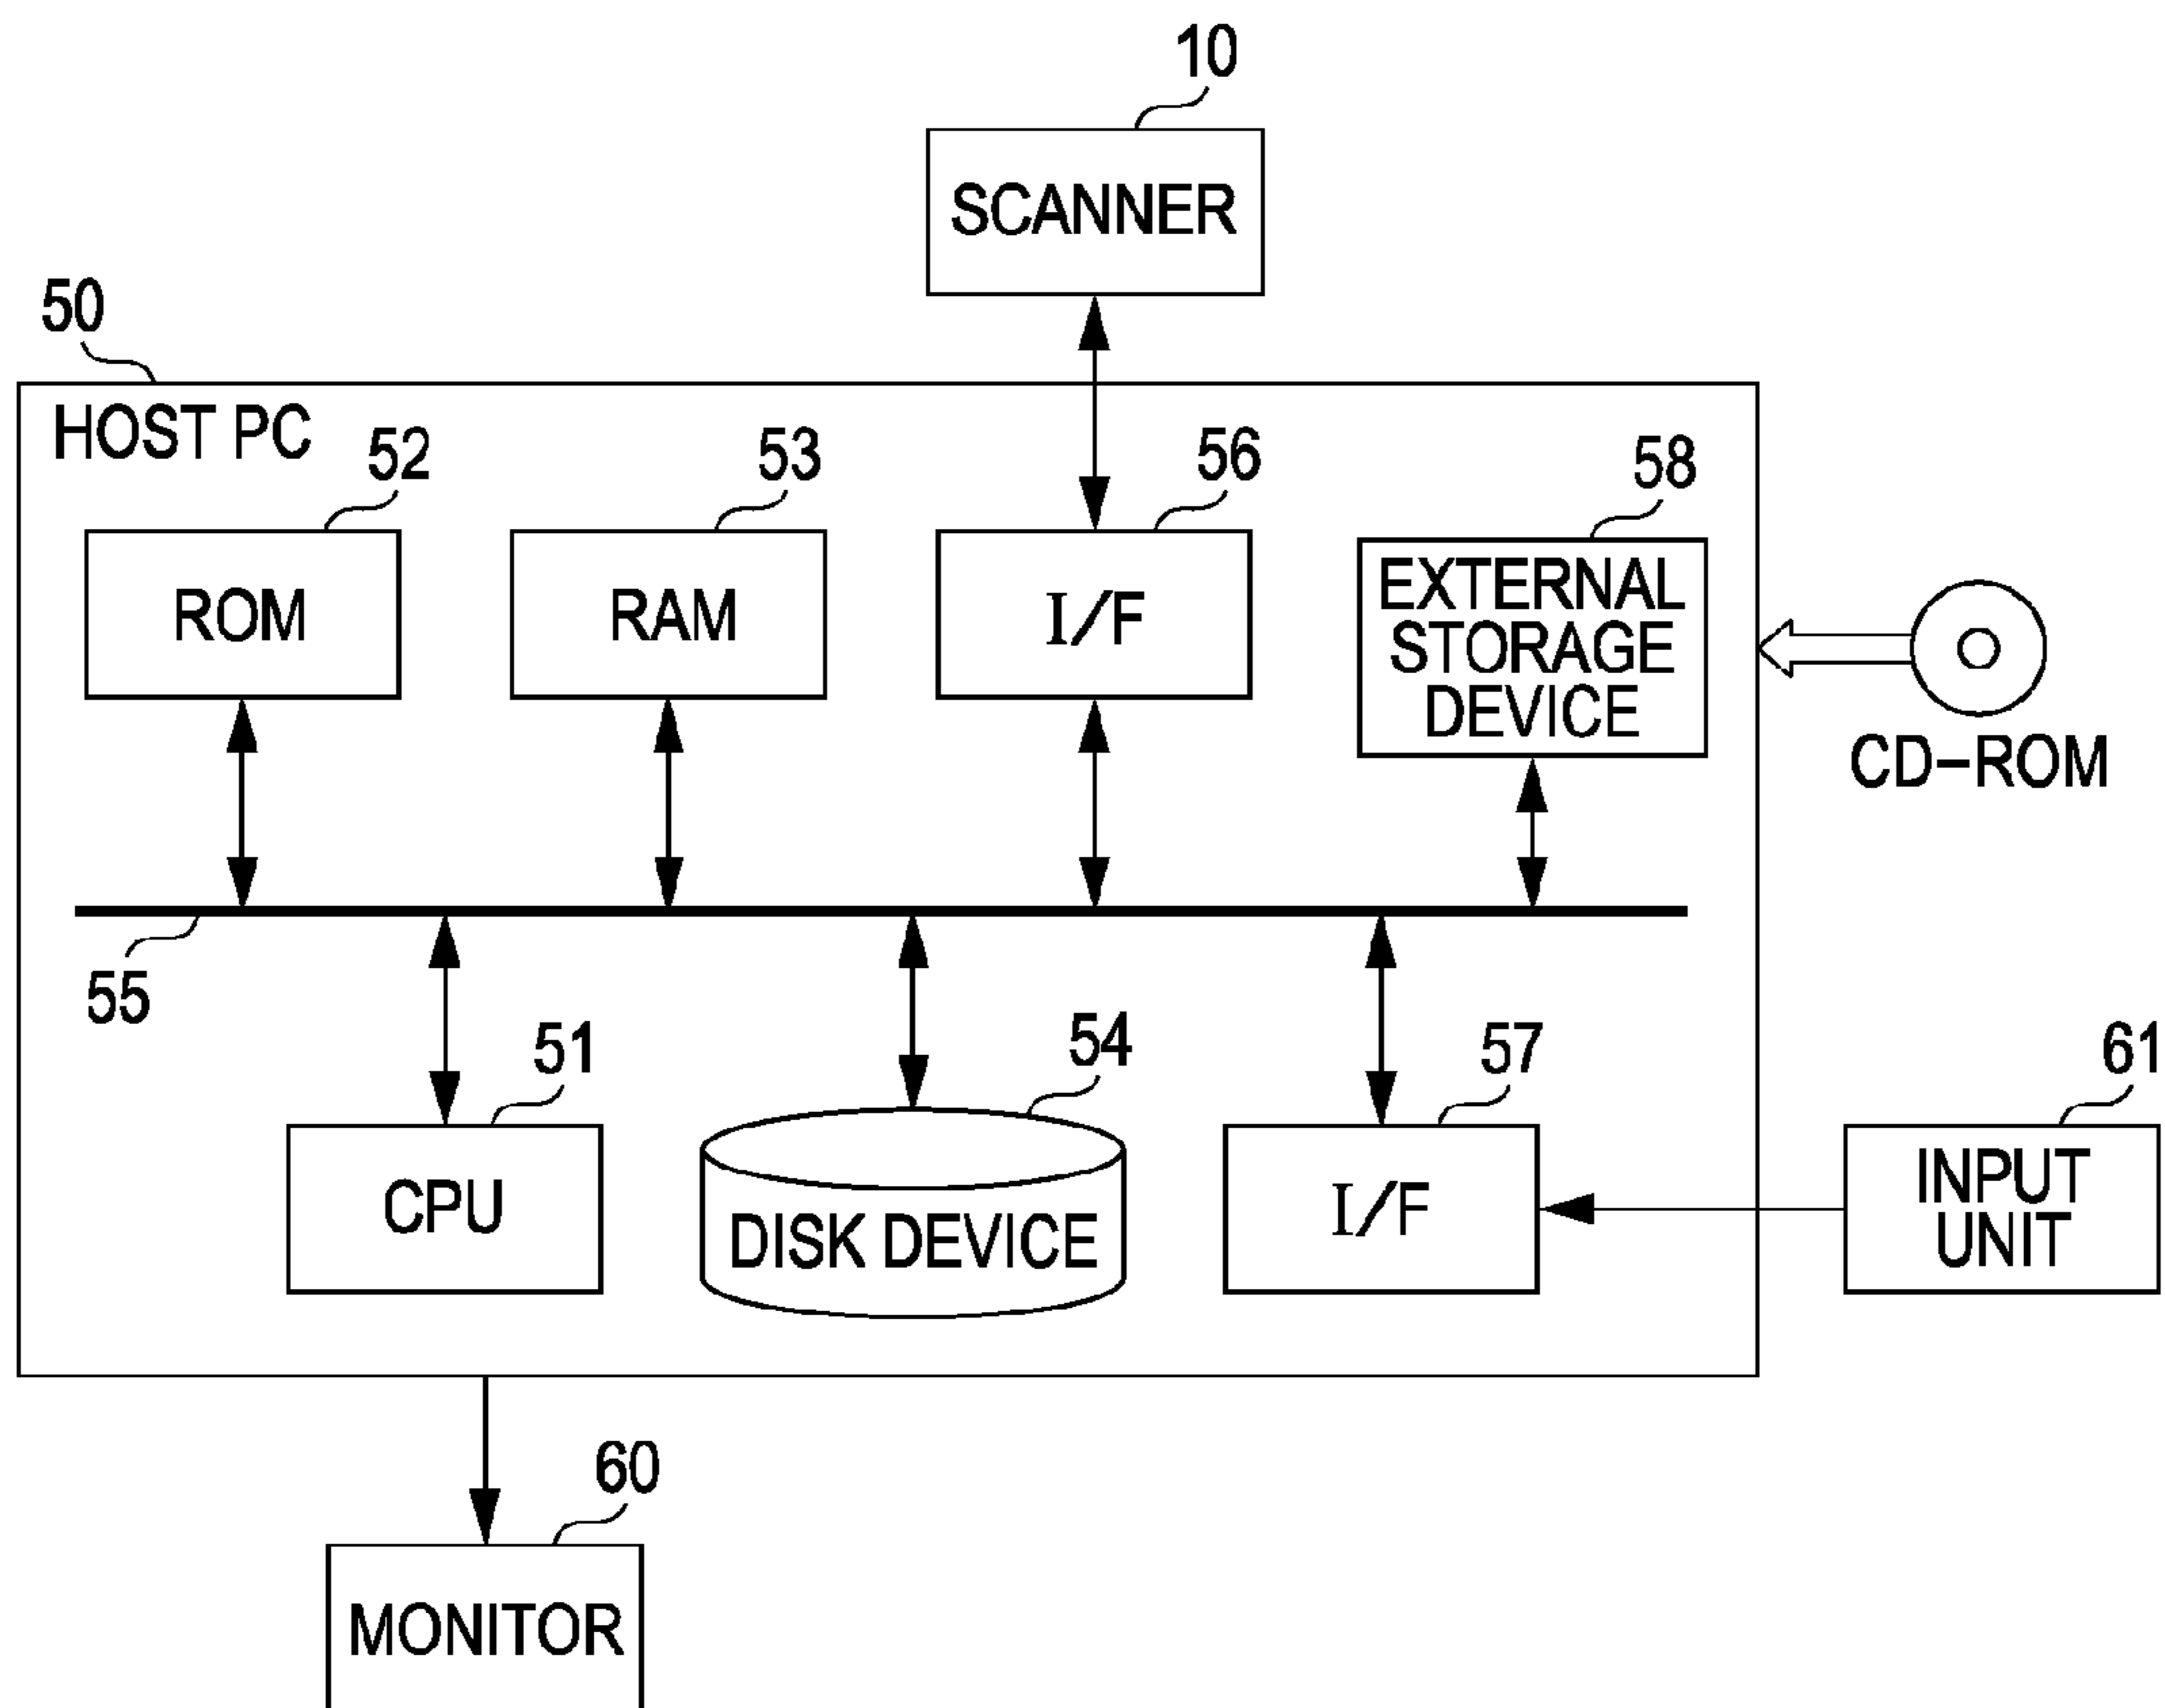 10
SCANNER
50
HOST PC
52
53
56
58
ROM
RAM
I/F
EXTERNAL
STORAGE
DEVICE
CD-ROM
55
51
54
57
61
CPU
DISK DEVICE
I/F
INPUT
UNIT
60
MONITOR